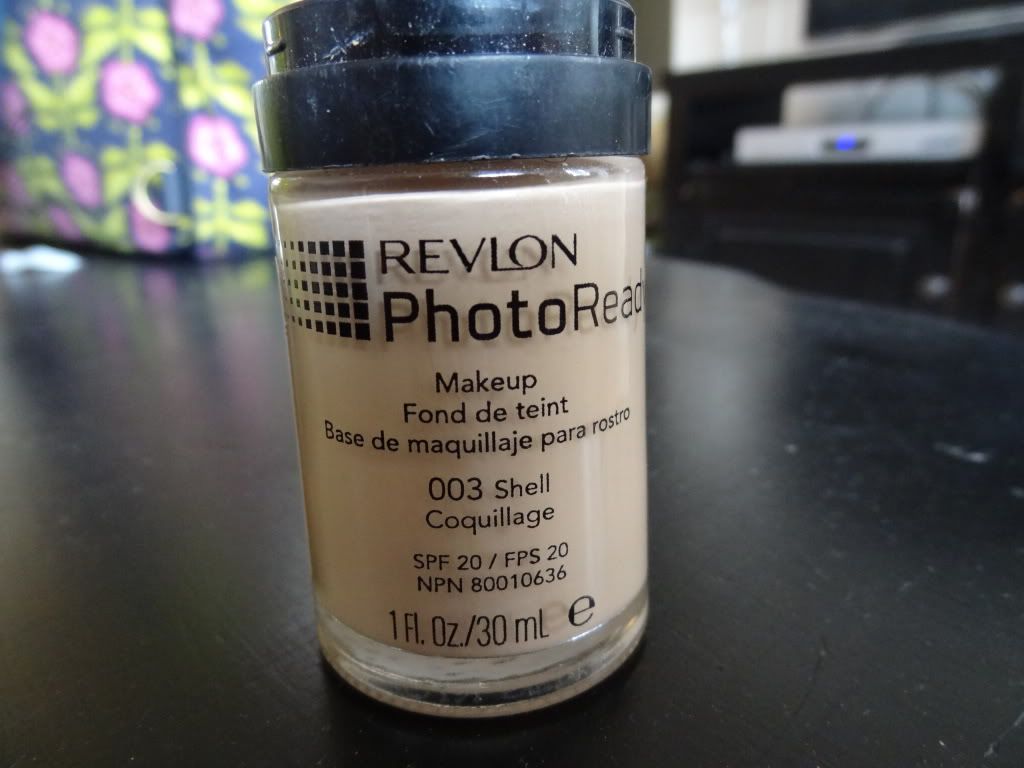 REVLON
PhotoRead
Makeup
Fond de teint
Base de maquillaje para rostro
003 Shell
Coquillage
SPF 20 / FPS 20
NPN 80010636
1 Fl. Oz./30 mL e